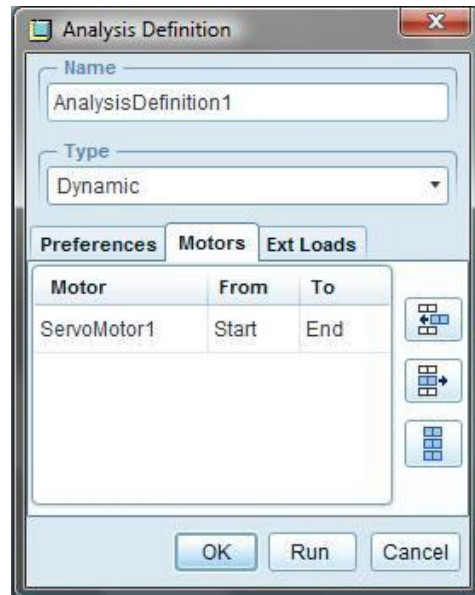 Analysis Definition
Name
AnalysisDefinition1
Type
Dynamic
Preferences Motors Ext Loads
Motor From To
ServoMotor1 Start End
OK Run Cancel